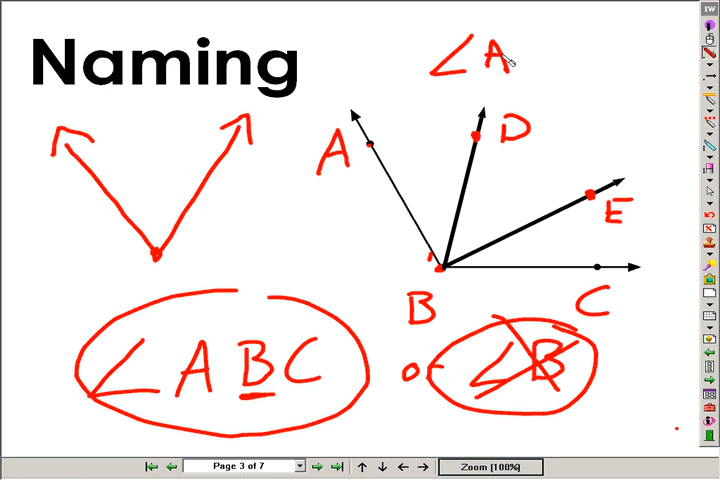 IW
Naming
∠A
A
D
E
B
C
∠ABC or ∠B
Page 3 of 7
Zoom [100%]